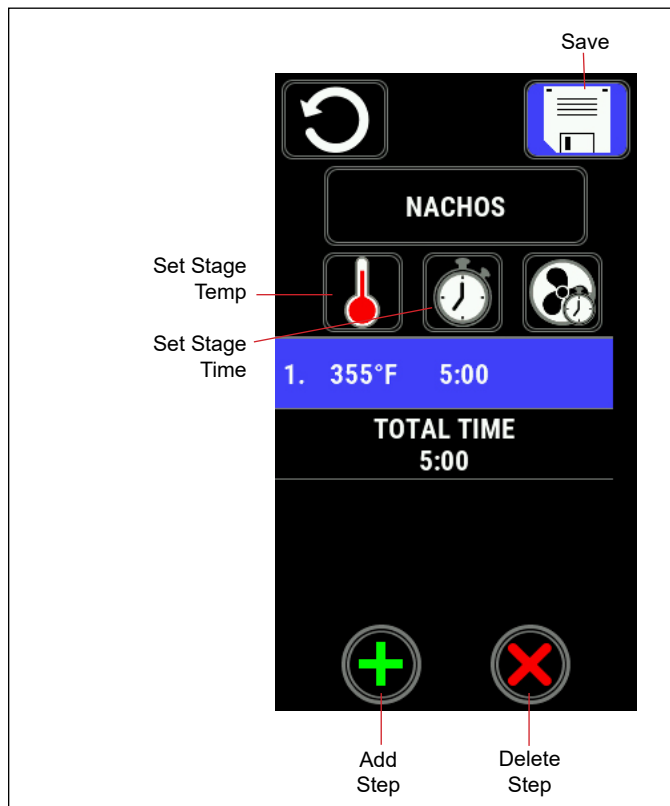 Save
NACHOS
Set Stage
Temp
Set Stage
Time
1. 355°F 5:00
TOTAL TIME
5:00
Add
Step
Delete
Step